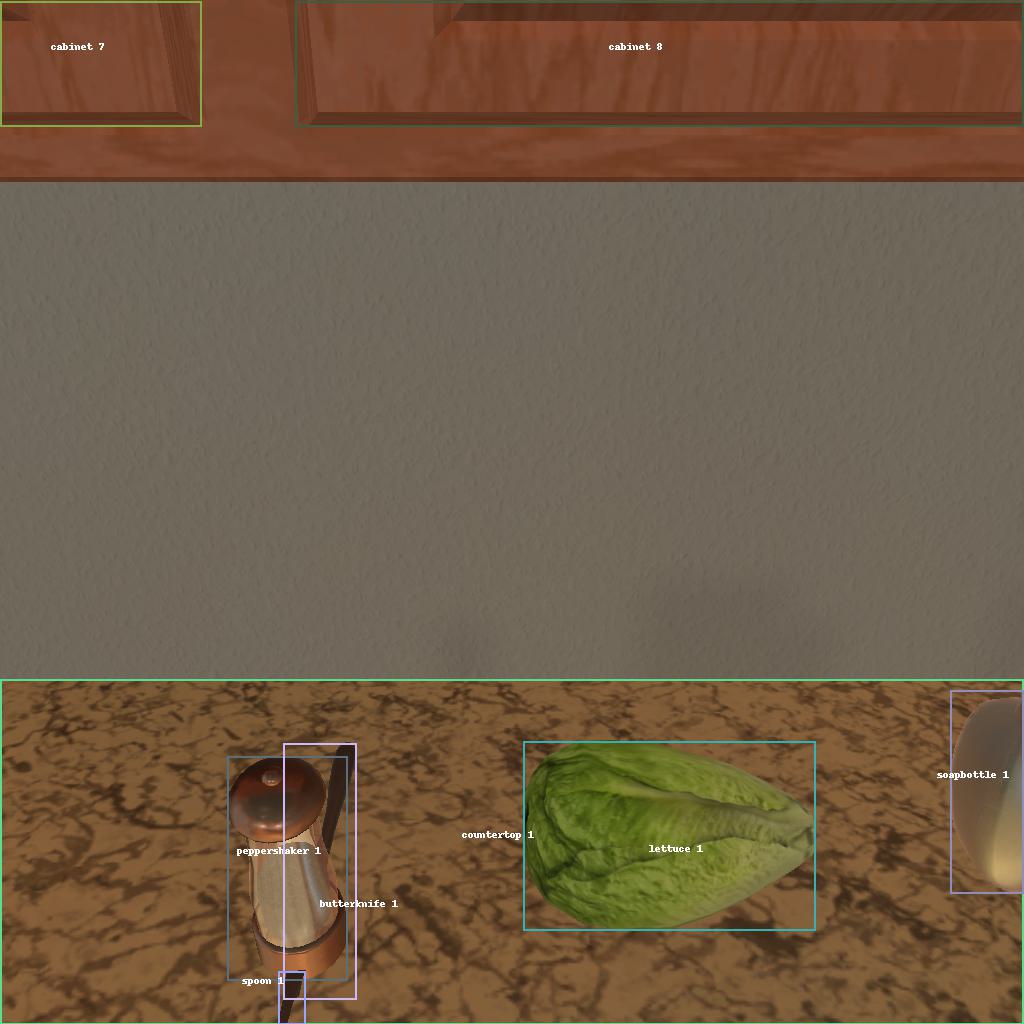 cabinet 7
cabinet 8
soapbottle 1
countertop 1
lettuce 1
peppershaker 1
butterknife 1
spoon 1